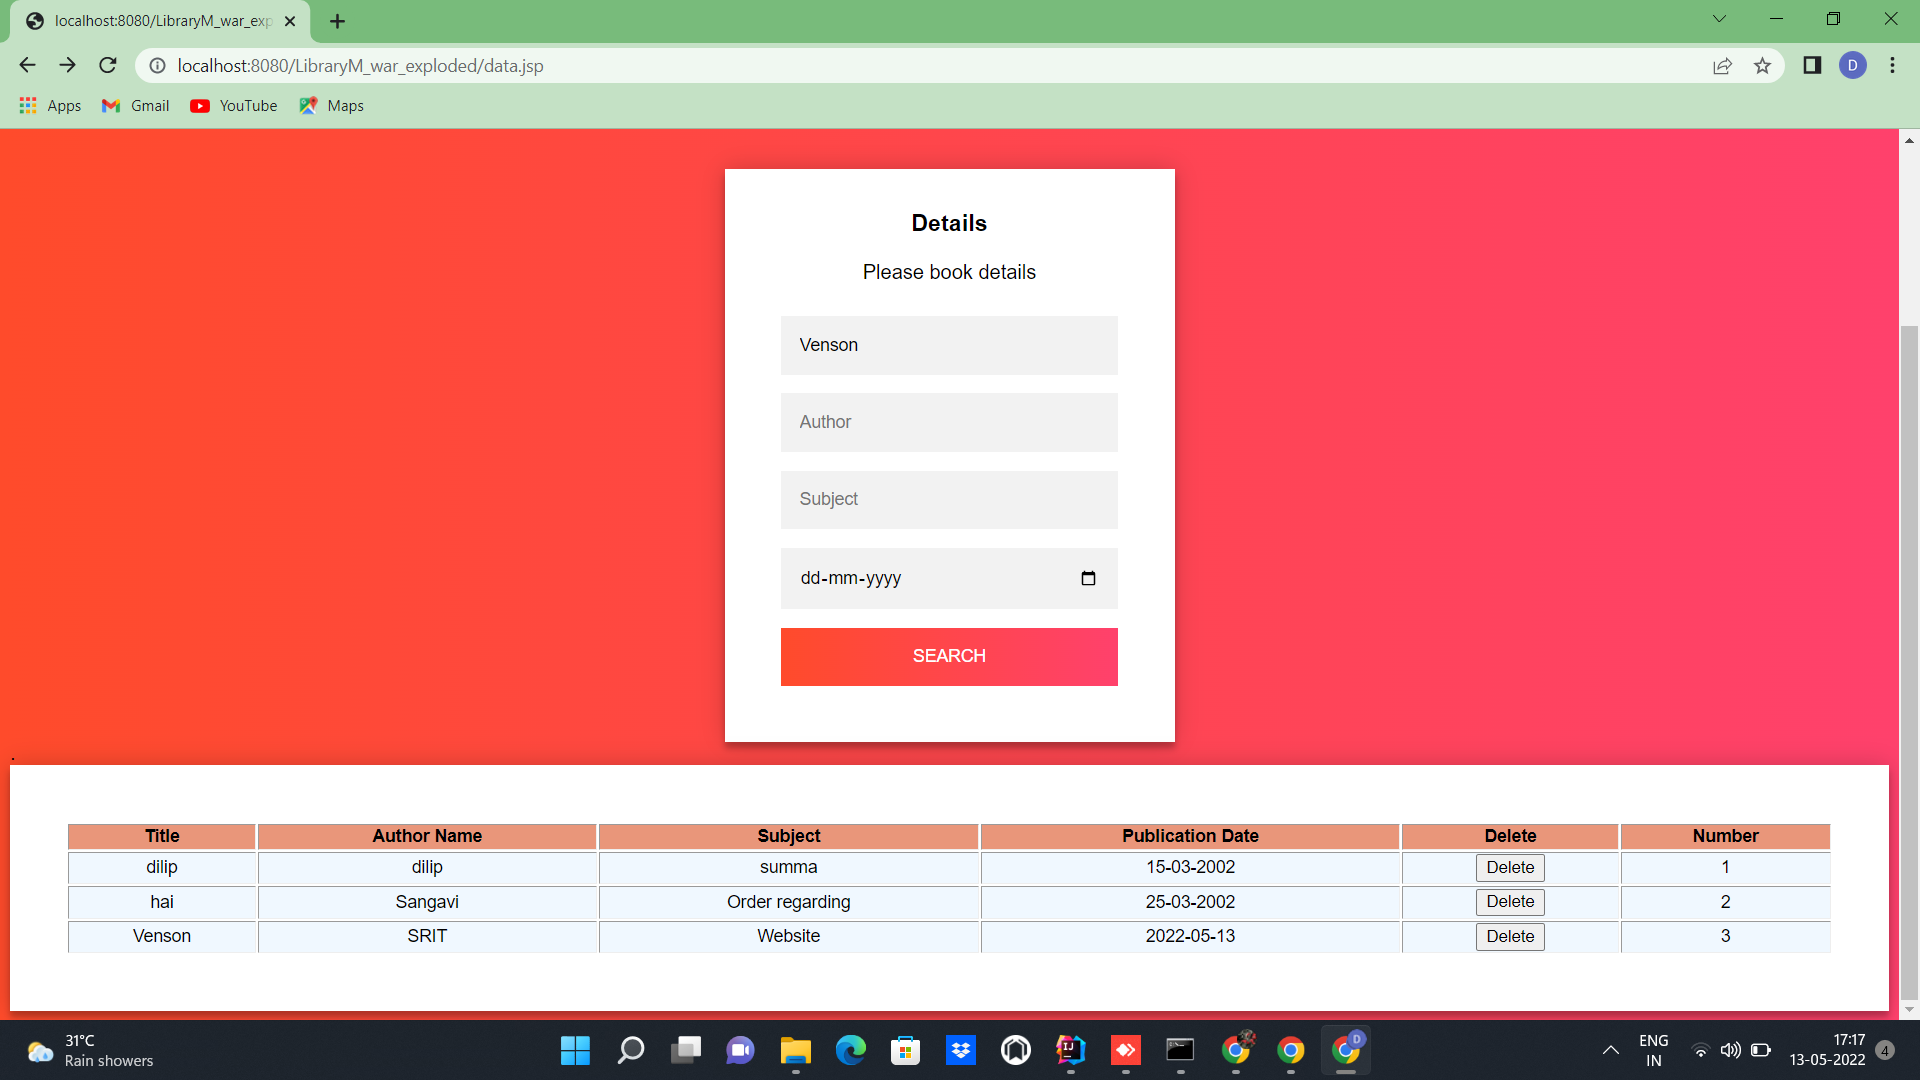 localhost:8080/LibraryM_war_exp
localhost:8080/LibraryM_war_exploded/data.jsp
D
Apps Gmail YouTube Maps
Details
Please book details
Venson
Author
Subject
dd-mm-yyyy
SEARCH
.
Title Author Name Subject Publication Date Delete Number
dilip dilip summa 15-03-2002 Delete 1
hai Sangavi Order regarding 25-03-2002 Delete 2
Venson SRIT Website 2022-05-13 Delete 3
31°C
Rain showers
IJ
D
ENG
IN
17:17
13-05-2022
4